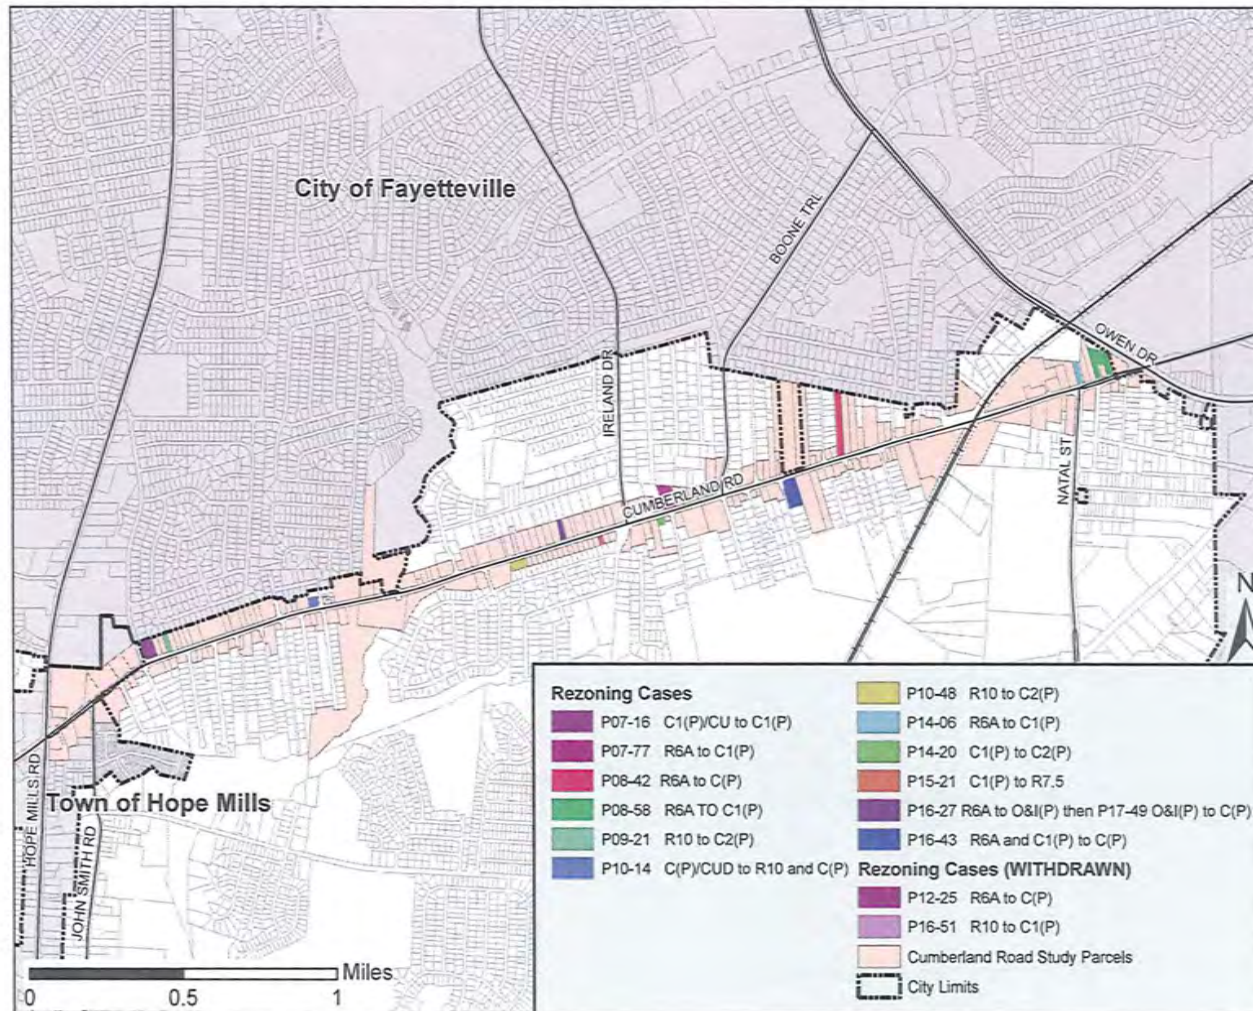 City of Fayetteville
BOONE TRL
IRELAND DR
OWEN DR
CUMBERLAND RD
NATAL ST
N
HOPE MILLS RD
Town of Hope Mills
JOHN SMITH RD
Miles
0 0.5 1
Rezoning Cases
P07-16 C1(P)/CU to C1(P)
P07-77 R6A to C1(P)
P08-42 R6A to C(P)
P08-58 R6A TO C1(P)
P09-21 R10 to C2(P)
P10-14 C(P)/CUD to R10 and C(P)
P10-48 R10 to C2(P)
P14-06 R6A to C1(P)
P14-20 C1(P) to C2(P)
P15-21 C1(P) to R7.5
P16-27 R6A to O&I(P) then P17-49 O&I(P) to C(P)
P16-43 R6A and C1(P) to C(P)
Rezoning Cases (WITHDRAWN)
P12-25 R6A to C(P)
P16-51 R10 to C1(P)
Cumberland Road Study Parcels
City Limits